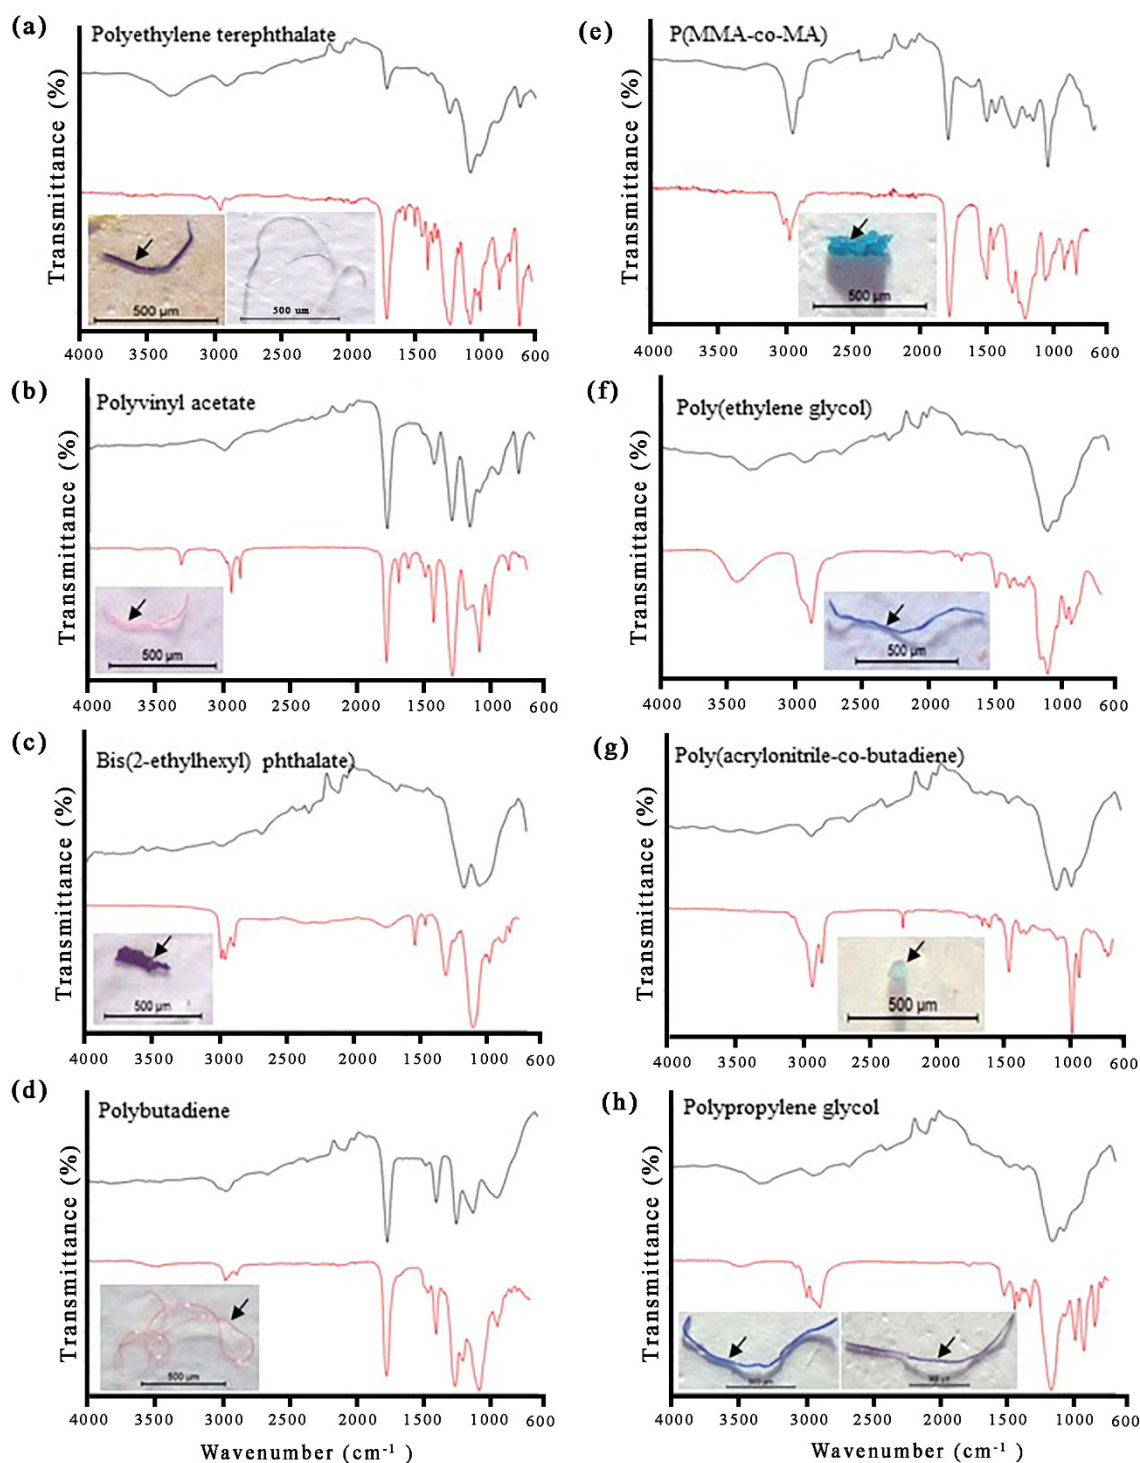 (a)
Polyethylene terephthalate
Transmittance (%)
500 µm
500 um
4000 3500 3000 2500 2000 1500 1000 600
(b)
Polyvinyl acetate
Transmittance (%)
500 µm
4000 3500 3000 2500 2000 1500 1000 600
(c)
Bis(2-ethylhexyl) phthalate)
Transmittance (%)
500 µm
4000 3500 3000 2500 2000 1500 1000 600
(d)
Polybutadiene
Transmittance (%)
500 µm
4000 3500 3000 2500 2000 1500 1000 600
Wavenumber (cm⁻¹ )
(e)
P(MMA-co-MA)
Transmittance (%)
500 µm
4000 3500 3000 2500 2000 1500 1000 600
(f)
Poly(ethylene glycol)
Transmittance (%)
500 µm
4000 3500 3000 2500 2000 1500 1000 600
(g)
Poly(acrylonitrile-co-butadiene)
Transmittance (%)
500 µm
4000 3500 3000 2500 2000 1500 1000 600
(h)
Polypropylene glycol
Transmittance (%)
4000 3500 3000 2500 2000 1500 1000 600
Wavenumber (cm⁻¹ )